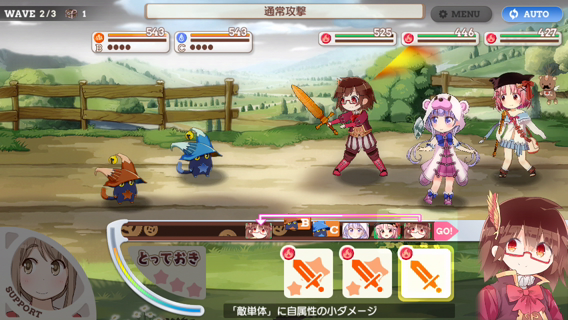 WAVE 2/3 1
通常攻撃
MENU
AUTO
543
B
543
C
525
446
427
B
C
GO!
とっておき
SUPPORT
「敵単体」に自属性の小ダメージ